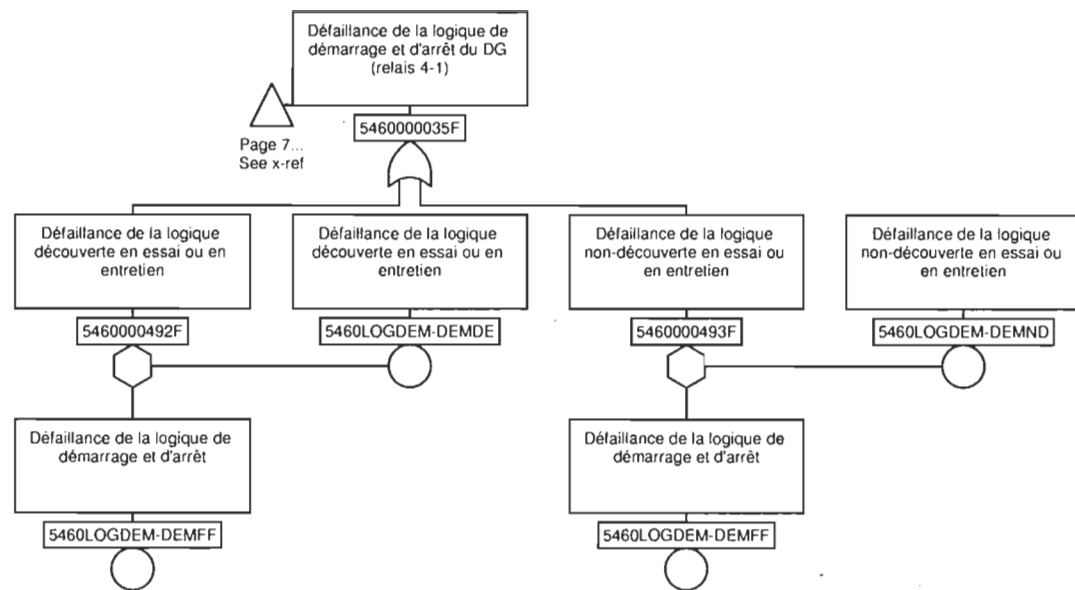 Défaillance de la logique de
démarrage et d'arrêt du DG
(relais 4-1)
5460000035F
Page 7...
See x-ref
Défaillance de la logique
découverte en essai ou en
entretien
5460000492F
Défaillance de la logique
découverte en essai ou en
entretien
5460LOGDEM-DEMDE
Défaillance de la logique
non-découverte en essai ou
en entretien
5460000493F
Défaillance de la logique
non-découverte en essai ou
en entretien
5460LOGDEM-DEMND
Défaillance de la logique de
démarrage et d'arrêt
5460LOGDEM-DEMFF
Défaillance de la logique de
démarrage et d'arrêt
5460LOGDEM-DEMFF